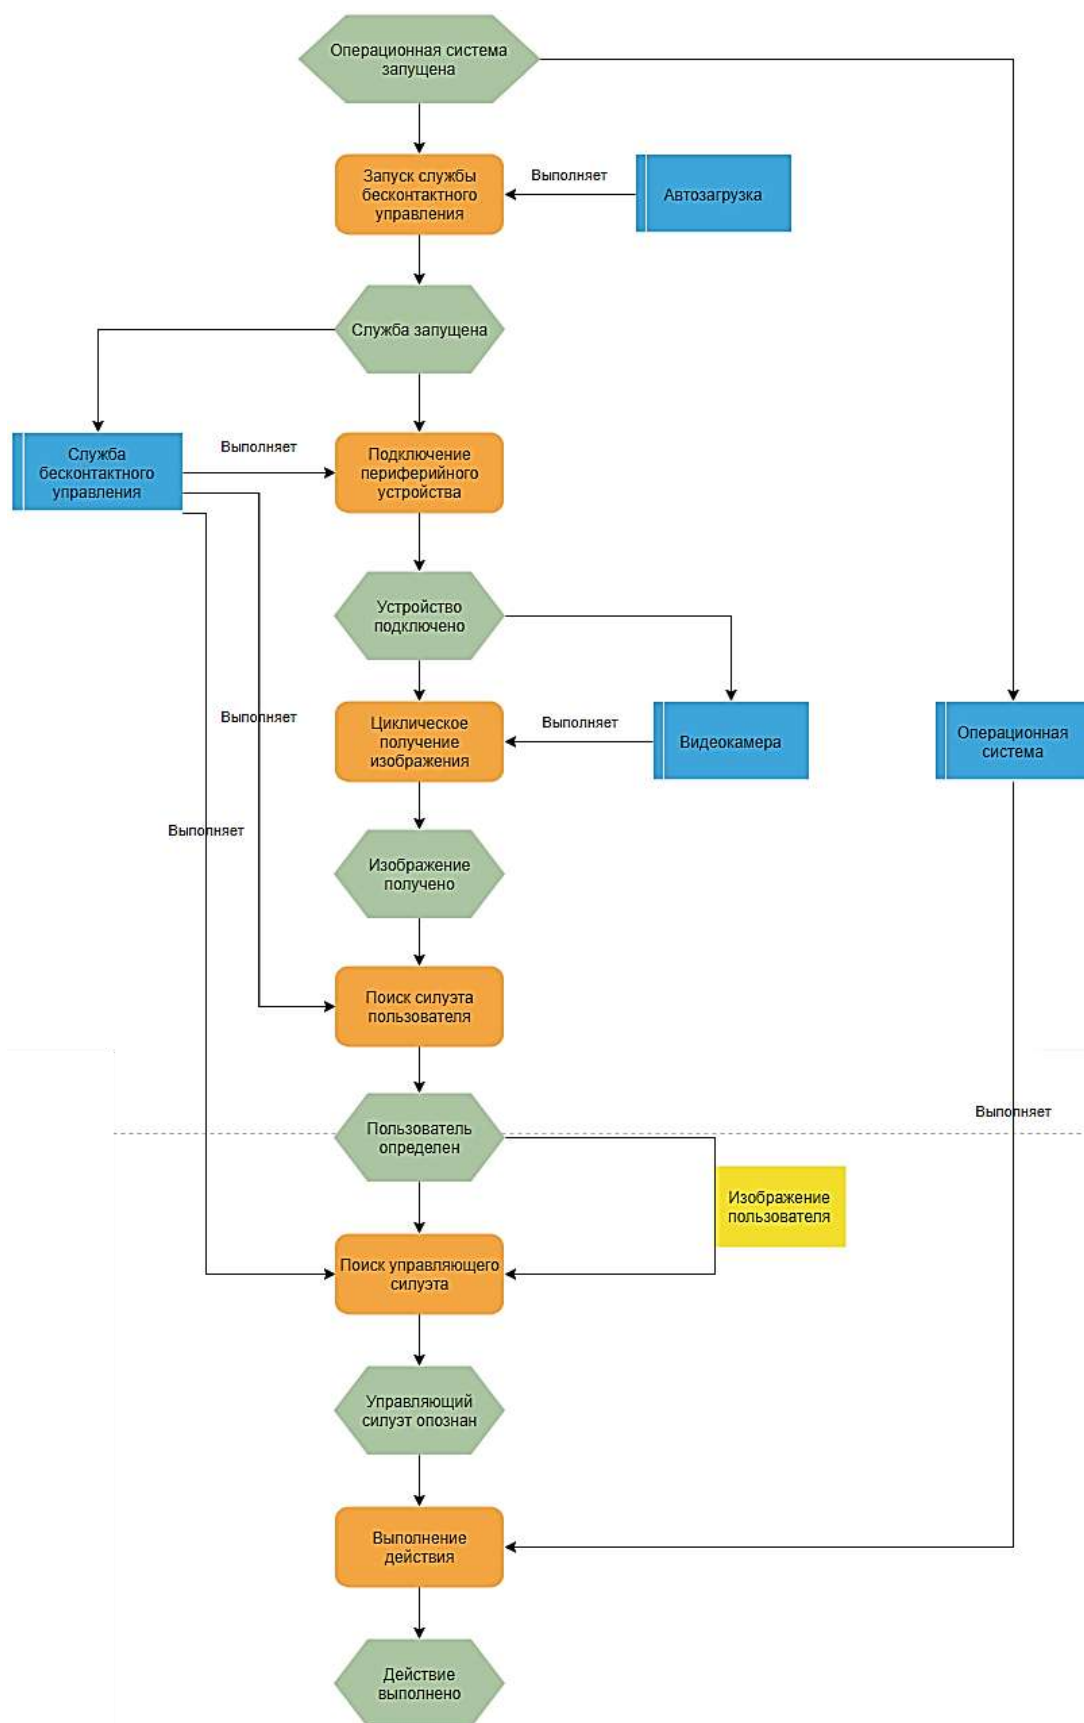 Операционная система
запущена
Запуск службы
бесконтактного
управления
Выполняет
Автозагрузка
Служба запущена
Служба
бесконтактного
управления
Выполняет
Подключение
периферийного
устройства
Устройство
подключено
Выполняет
Циклическое
получение
изображения
Выполняет
Видеокамера
Операционная
система
Выполняет
Изображение
получено
Поиск силуэта
пользователя
Пользователь
определен
Выполняет
Изображение
пользователя
Поиск управляющего
силуэта
Управляющий
силуэт опознан
Выполнение
действия
Действие
выполнено